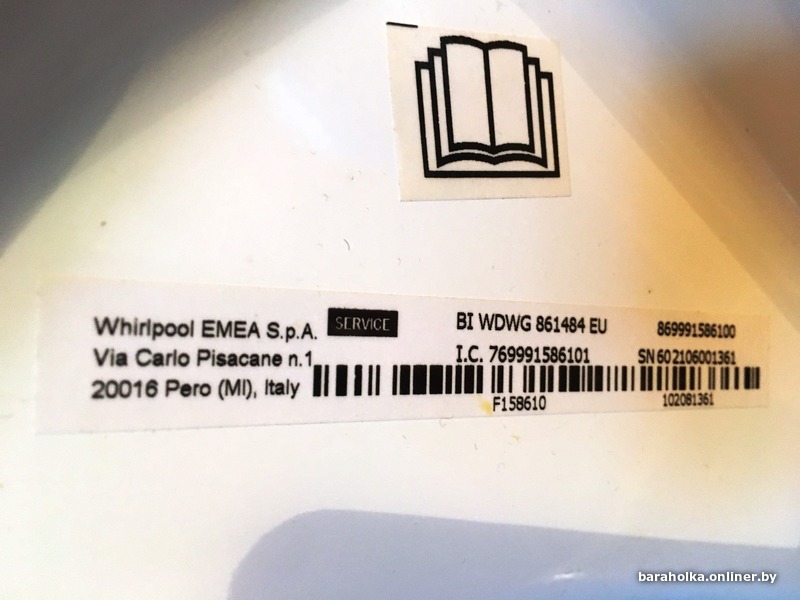 Whirlpool EMEA S.p.A. SERVICE BI WDWG 861484 EU 869991586100
Via Carlo Pisacane n.1 I.C. 769991586101 SN 602106001361
20016 Pero (MI), Italy
F158610 102081361
baraholka.onliner.by